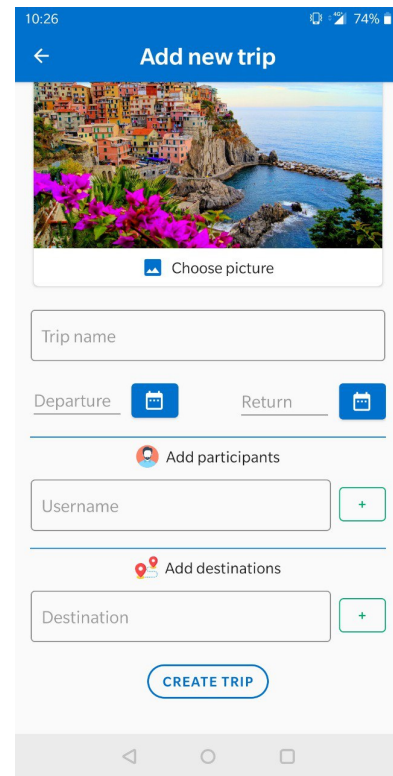 10:26
4G+ 74%
Add new trip
Choose picture
Trip name
Departure
Return
Add participants
Username
+
Add destinations
Destination
+
CREATE TRIP